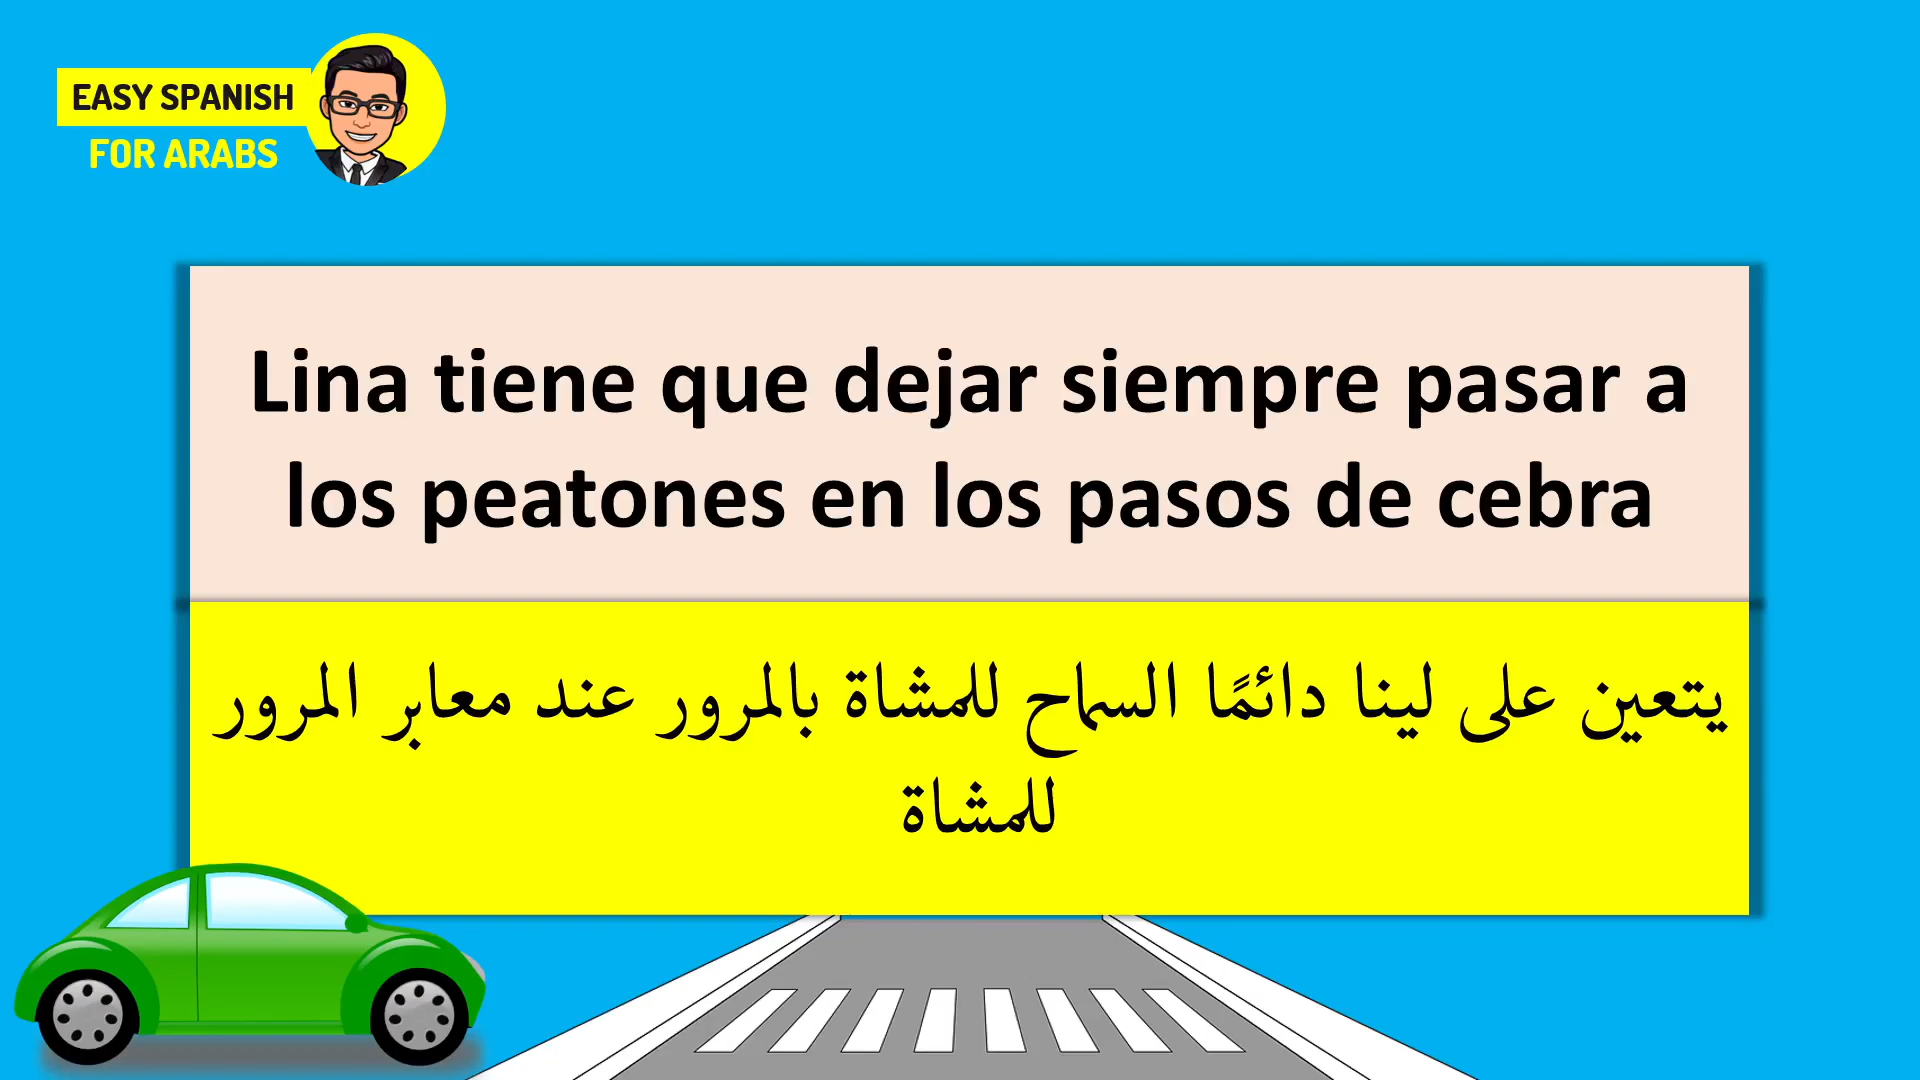 EASY SPANISH
FOR ARABS
Lina tiene que dejar siempre pasar a
los peatones en los pasos de cebra
يتعين على لينا دائمًا السماح للمشاة بالمرور عند معابر المرور
للمشاة